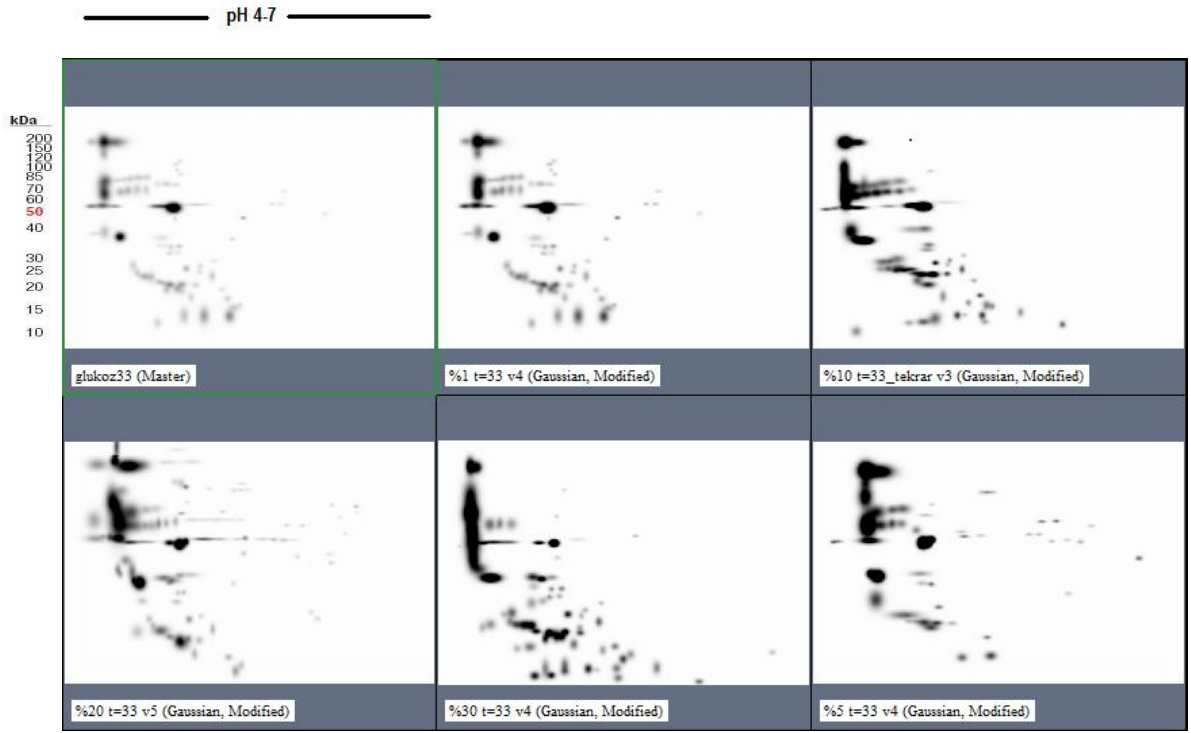 pH 4-7
kDa
200
150
120
100
85
70
60
50
40
30
25
20
15
10
glukoz33 (Master)
%1 t=33 v4 (Gaussian, Modified)
%10 t=33_tekrar v3 (Gaussian, Modified)
%20 t=33 v5 (Gaussian, Modified)
%30 t=33 v4 (Gaussian, Modified)
%5 t=33 v4 (Gaussian, Modified)